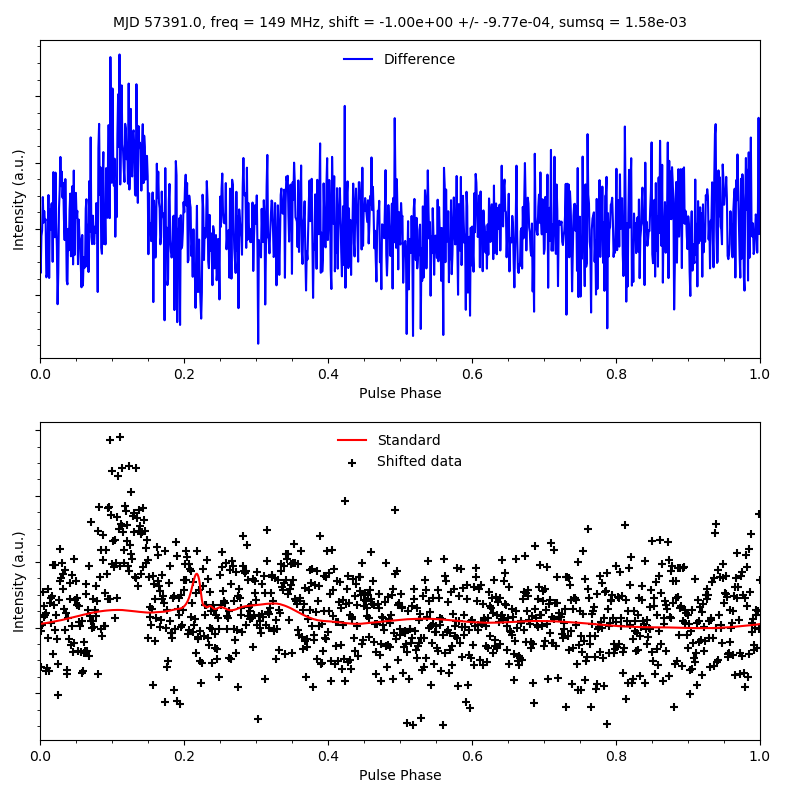 MJD 57391.0, freq = 149 MHz, shift = -1.00e+00 +/- -9.77e-04, sumsq = 1.58e-03
Difference
Intensity (a.u.)
0.0 0.2 0.4 0.6 0.8 1.0
Pulse Phase
Standard
Shifted data
Intensity (a.u.)
0.0 0.2 0.4 0.6 0.8 1.0
Pulse Phase